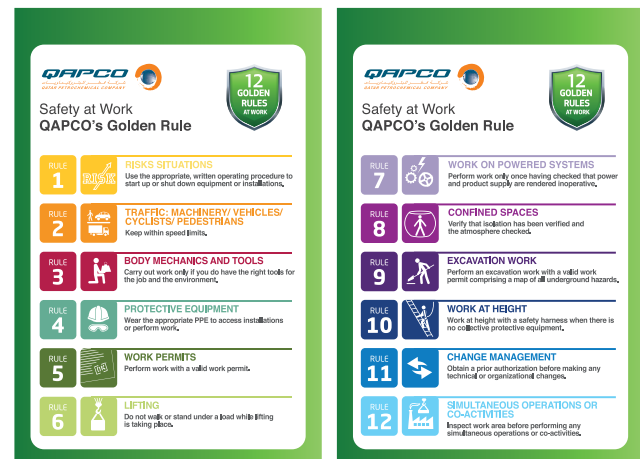 QAPCO
QATAR PETROCHEMICAL COMPANY
12
GOLDEN
RULES
AT WORK
Safety at Work
QAPCO's Golden Rule
RULE
1
RISK
RISKS SITUATIONS
Use the appropriate, written operating procedure to
start up or shut down equipment or installations.
RULE
2
TRAFFIC: MACHINERY/ VEHICLES/
CYCLISTS/ PEDESTRIANS
Keep within speed limits.
RULE
3
BODY MECHANICS AND TOOLS
Carry out work only if you do have the right tools for
the job and the environment.
RULE
4
PROTECTIVE EQUIPMENT
Wear the appropriate PPE to access installations
or perform work.
RULE
5
WORK PERMITS
Perform work with a valid work permit.
RULE
6
LIFTING
Do not walk or stand under a load while lifting
is taking place.
QAPCO
QATAR PETROCHEMICAL COMPANY
12
GOLDEN
RULES
AT WORK
Safety at Work
QAPCO's Golden Rule
RULE
7
WORK ON POWERED SYSTEMS
Perform work only once having checked that power
and product supply are rendered inoperative.
RULE
8
CONFINED SPACES
Verify that isolation has been verified and
the atmosphere checked.
RULE
9
EXCAVATION WORK
Perform an excavation work with a valid work
permit comprising a map of all underground hazards.
RULE
10
WORK AT HEIGHT
Work at height with a safety harness when there is
no collective protective equipment.
RULE
11
CHANGE MANAGEMENT
Obtain a prior authorization before making any
technical or organizational changes.
RULE
12
SIMULTANEOUS OPERATIONS OR
CO-ACTIVITIES
Inspect work area before performing any
simultaneous operations or co-activities.